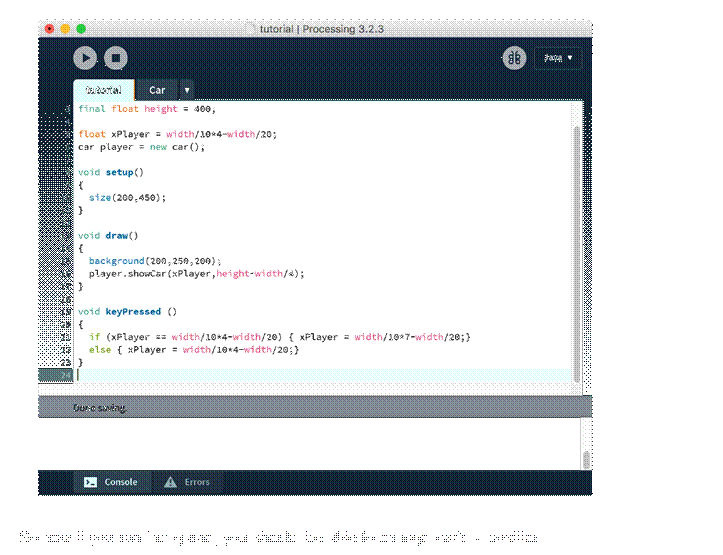 tutorial | Processing 3.2.3
Java ▼
tutorial Car ▼
final float height = 400;
float xPlayer = width/10*4-width/20;
car player = new car();
void setup()
{
size(200,450);
}
void draw()
{
background(200,250,200);
player.showCar(xPlayer,height-width/4);
}
void keyPressed ()
{
if (xPlayer == width/10*4-width/20) { xPlayer = width/10*7-width/20;}
else { xPlayer = width/10*4-width/20;}
23 }
24
Done saving.
Console Errors